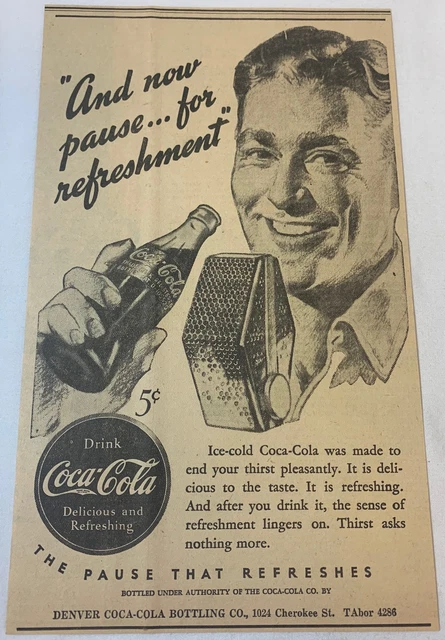 "And now
pause... for
refreshment"
Coca-Cola
5¢
Drink
Coca-Cola
Delicious and
Refreshing
Ice-cold Coca-Cola was made to
end your thirst pleasantly. It is deli-
cious to the taste. It is refreshing.
And after you drink it, the sense of
refreshment lingers on. Thirst asks
nothing more.
THE PAUSE THAT REFRESHES
BOTTLED UNDER AUTHORITY OF THE COCA-COLA CO. BY
DENVER COCA-COLA BOTTLING CO., 1024 Cherokee St. TAbor 4286